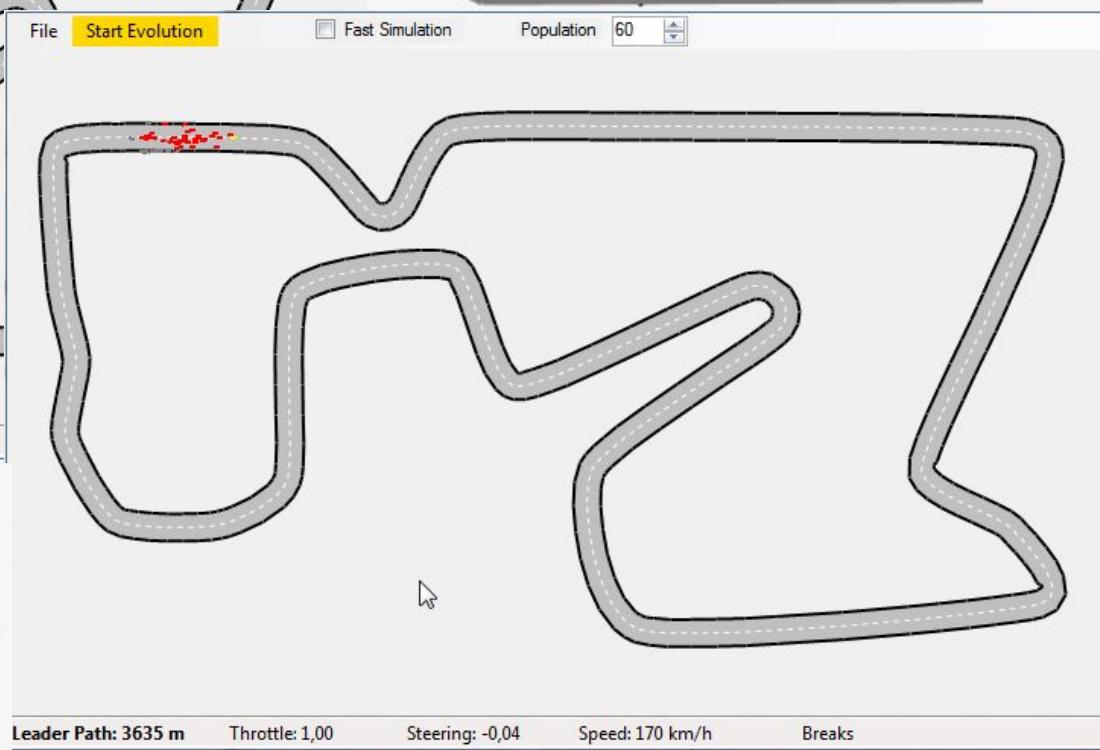 File Start Evolution Fast Simulation Population 60
Leader Path: 3635 m Throttle: 1,00 Steering: -0,04 Speed: 170 km/h Breaks